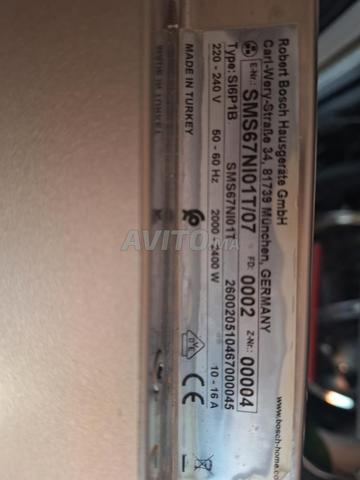 Robert Bosch Hausgeräte GmbH
Carl-Wery-Straße 34, 81739 München, GERMANY
www.bosch-home.com
E-Nr.: SMS67NI01T/07 FD: 0002 Z-Nr.: 00004
Type: SI6P1B SMS67NI01T 260020510467000045
220 - 240 V 50 - 60 Hz 2000 - 2400 W 10 - 16 A
MADE IN TURKEY
CE
AVITO.MA